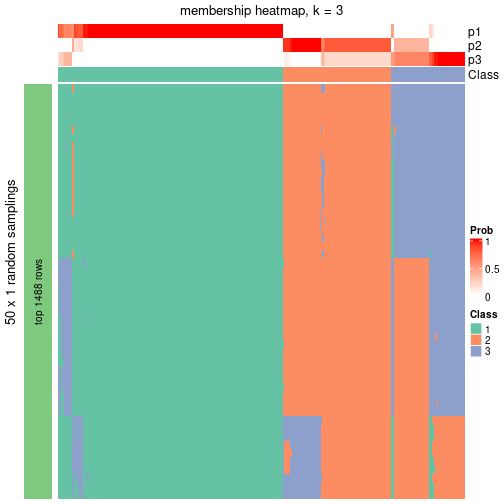 membership heatmap, k = 3
p1
p2
p3
Class
50 x 1 random samplings
top 1488 rows
Prob
1
0.5
0
Class
1
2
3